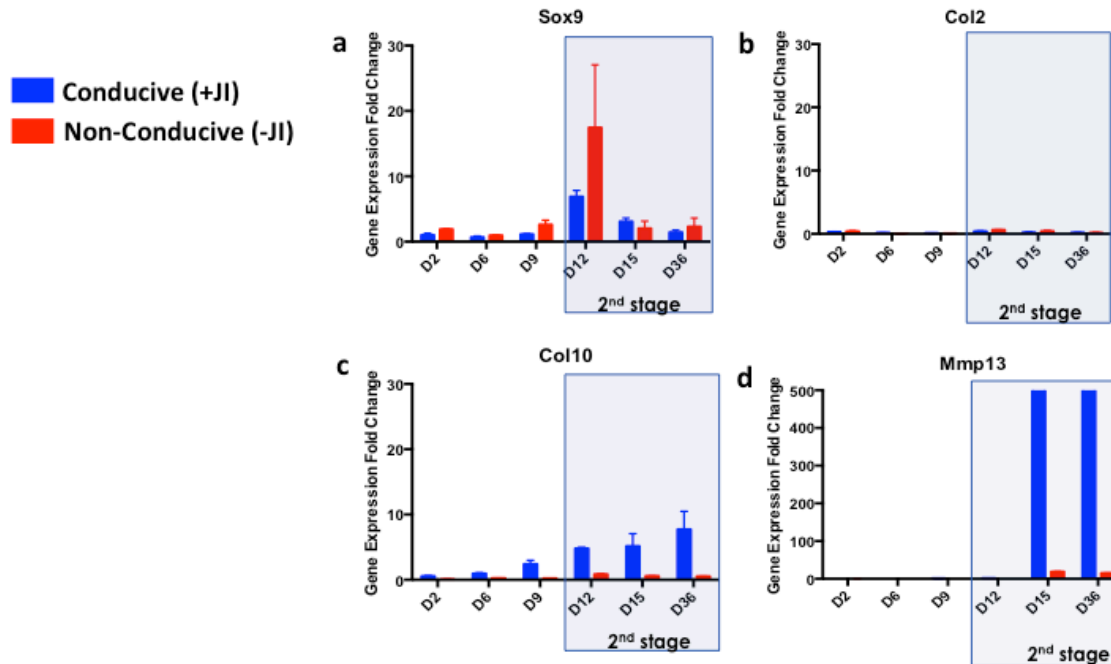 Conducive (+JI)
Non-Conducive (-JI)
a
Sox9
Gene Expression Fold Change
30
20
10
0
D2 D6 D9 D12 D15 D36
2nd stage
b
Col2
Gene Expression Fold Change
30
20
10
0
D2 D6 D9 D12 D15 D36
2nd stage
c
Col10
Gene Expression Fold Change
30
20
10
0
D2 D6 D9 D12 D15 D36
2nd stage
d
Mmp13
Gene Expression Fold Change
500
400
300
200
100
0
D2 D6 D9 D12 D15 D36
2nd stage